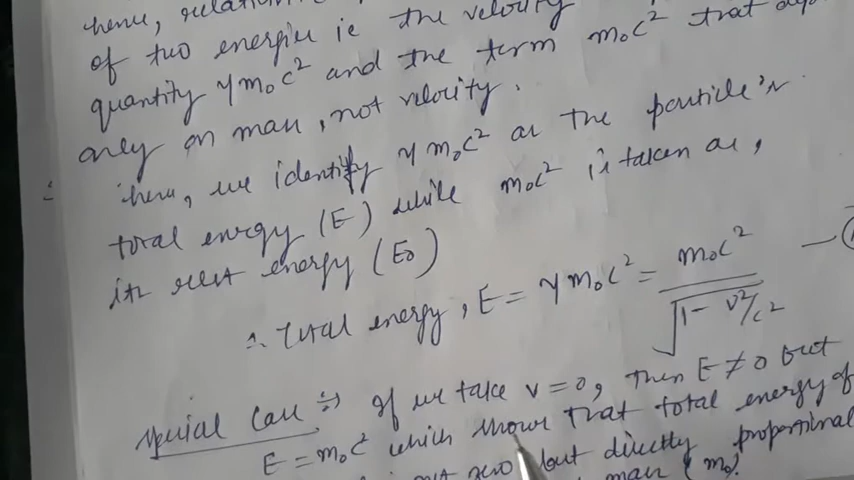 hence, relation
of two energies ie the velocity
quantity γm₀c² and the term m₀c² that
only on mass, not velocity.
∴ here, we identify γm₀c² as the particle's
total energy (E) while m₀c² is taken as,
its rest energy (E₀)
∴ Total energy, E = γm₀c² = m₀c² / √(1 - v²/c²) —
special case :→ If we take v = 0, then E ≠ 0 but
E = m₀c² which shows that total energy of
not zero but directly proportional
mass (m₀).